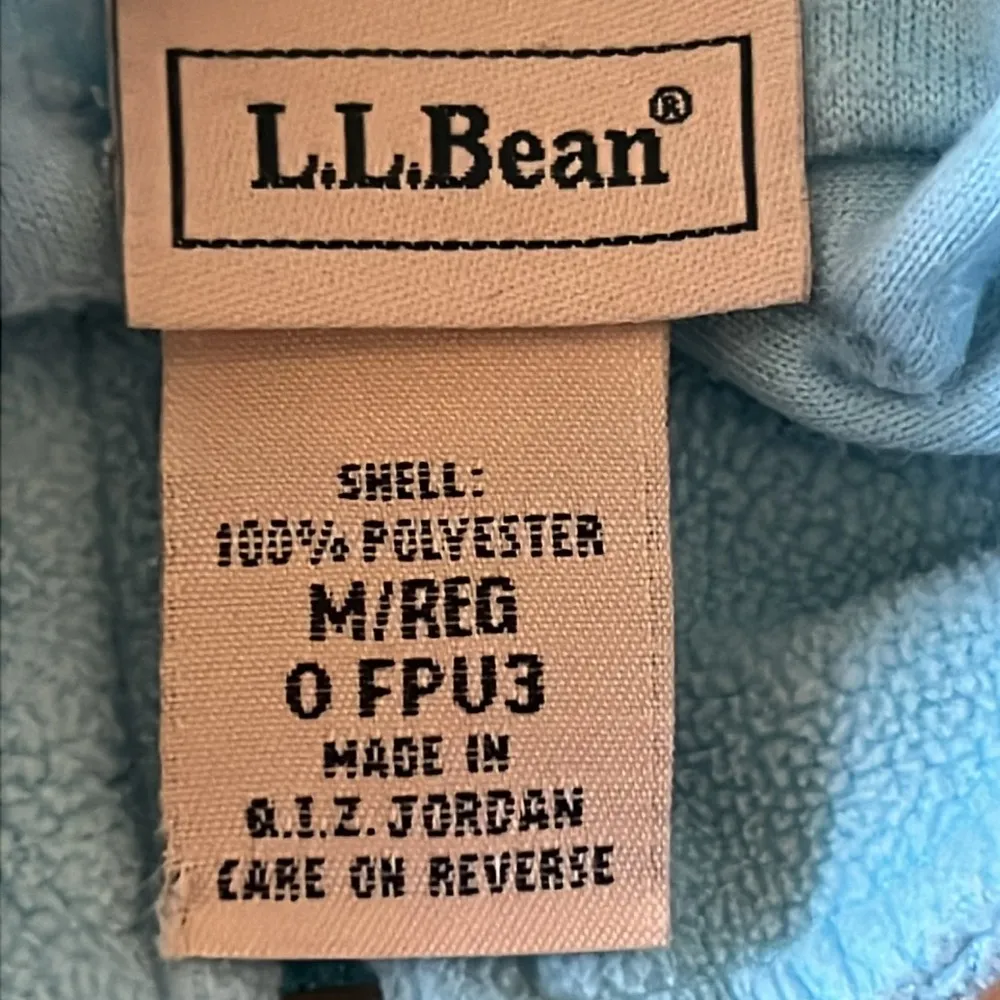 L.L.Bean®
SHELL:
100% POLYESTER
M/REG
0 FPU3
MADE IN
Q.I.Z. JORDAN
CARE ON REVERSE